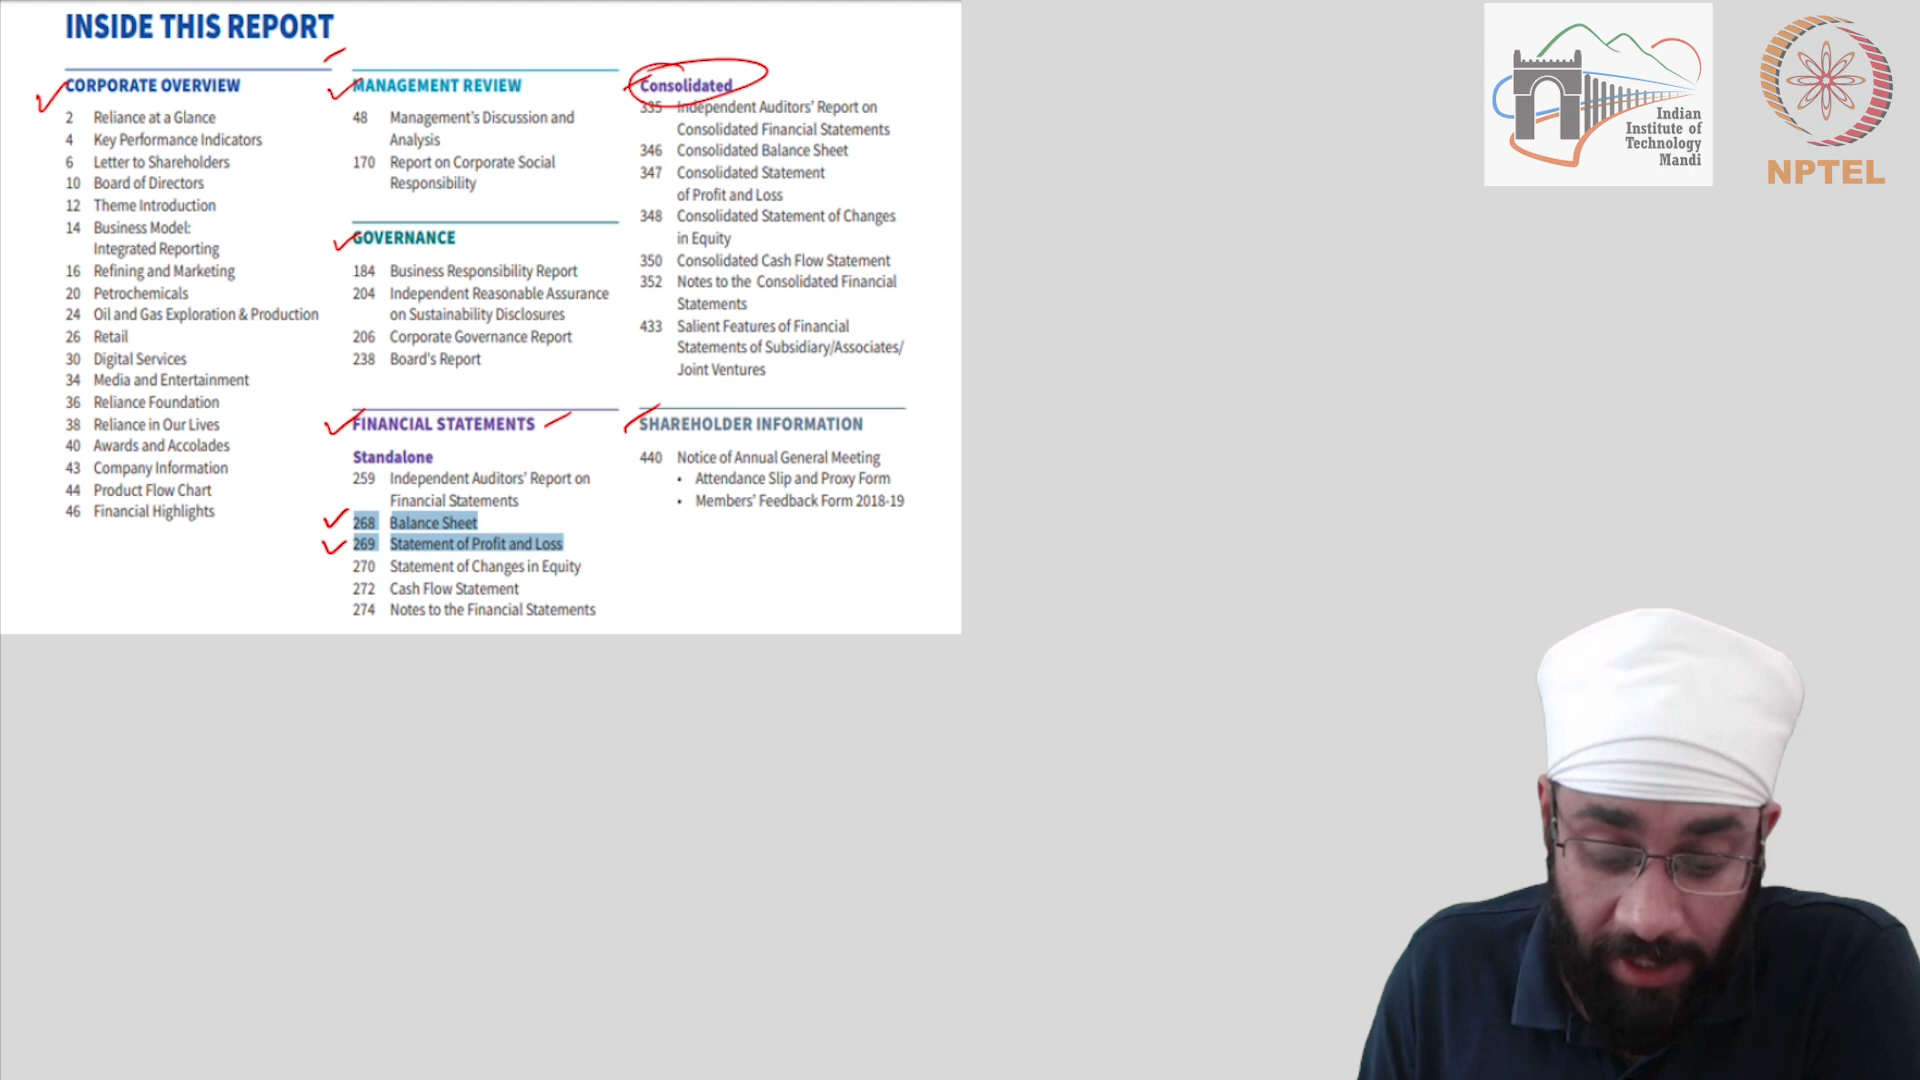 INSIDE THIS REPORT
CORPORATE OVERVIEW
2 Reliance at a Glance
4 Key Performance Indicators
6 Letter to Shareholders
10 Board of Directors
12 Theme Introduction
14 Business Model:
Integrated Reporting
16 Refining and Marketing
20 Petrochemicals
24 Oil and Gas Exploration & Production
26 Retail
30 Digital Services
34 Media and Entertainment
36 Reliance Foundation
38 Reliance in Our Lives
40 Awards and Accolades
43 Company Information
44 Product Flow Chart
46 Financial Highlights
MANAGEMENT REVIEW
48 Management's Discussion and
Analysis
170 Report on Corporate Social
Responsibility
GOVERNANCE
184 Business Responsibility Report
204 Independent Reasonable Assurance
on Sustainability Disclosures
206 Corporate Governance Report
238 Board's Report
FINANCIAL STATEMENTS
Standalone
259 Independent Auditors' Report on
Financial Statements
268 Balance Sheet
269 Statement of Profit and Loss
270 Statement of Changes in Equity
272 Cash Flow Statement
274 Notes to the Financial Statements
Consolidated
335 Independent Auditors' Report on
Consolidated Financial Statements
346 Consolidated Balance Sheet
347 Consolidated Statement
of Profit and Loss
348 Consolidated Statement of Changes
in Equity
350 Consolidated Cash Flow Statement
352 Notes to the Consolidated Financial
Statements
433 Salient Features of Financial
Statements of Subsidiary/Associates/
Joint Ventures
SHAREHOLDER INFORMATION
440 Notice of Annual General Meeting
• Attendance Slip and Proxy Form
• Members' Feedback Form 2018-19
Indian
Institute of
Technology
Mandi
NPTEL